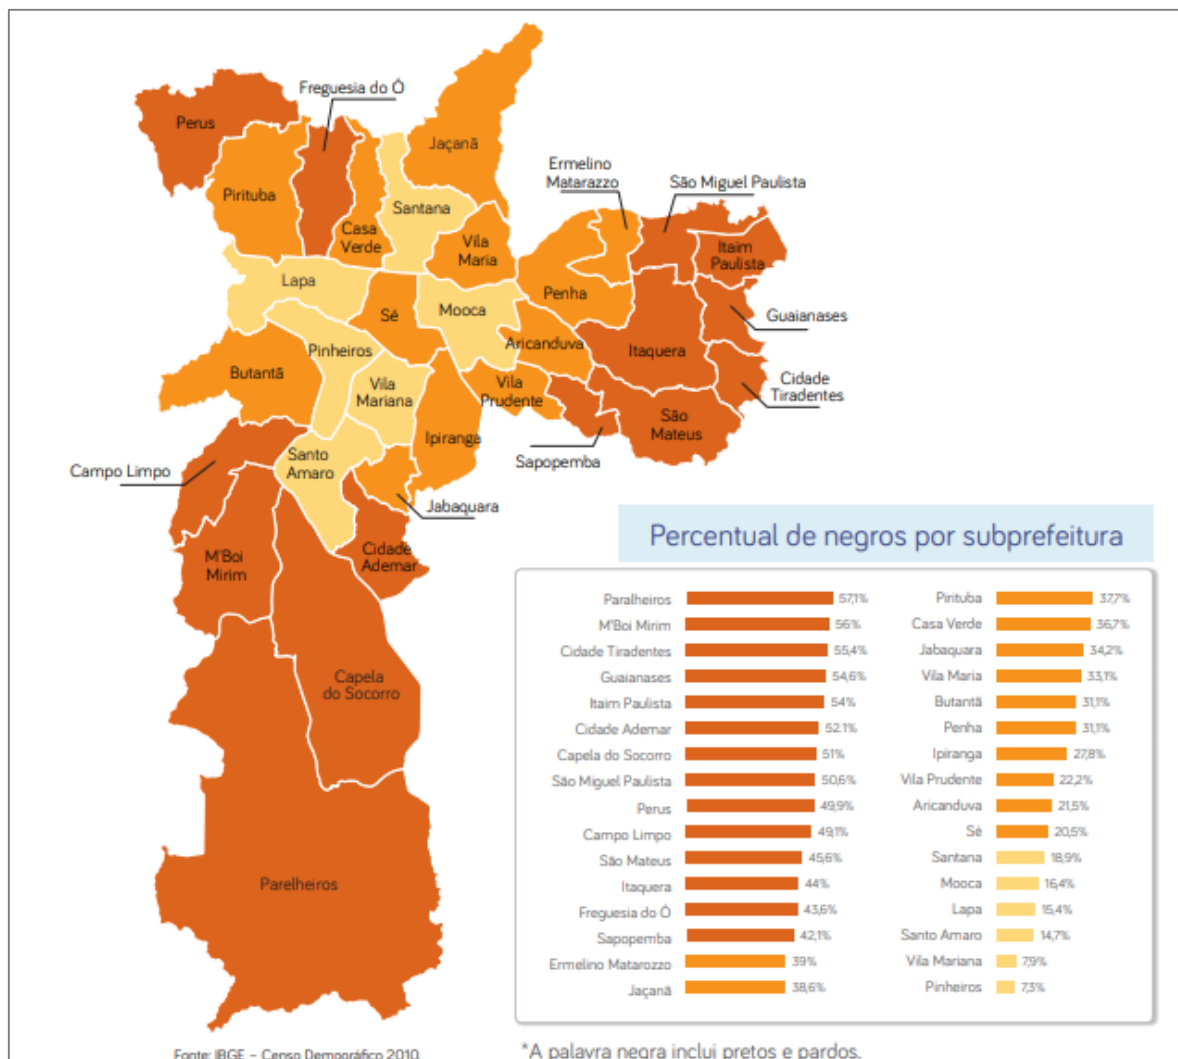 Freguesia do Ó
Perus
Jaçanã
Ermelino
Matarazzo
São Miguel Paulista
Pirituba
Santana
Casa
Verde
Vila
Maria
Itaim
Paulista
Lapa
Penha
Sé
Mooca
Guaianases
Pinheiros
Aricanduva
Itaquera
Butantã
Vila
Mariana
Vila
Prudente
Cidade
Tiradentes
São
Mateus
Ipiranga
Santo
Amaro
Sapopemba
Campo Limpo
Jabaquara
M'Boi
Mirim
Cidade
Ademar
Capela
do Socorro
Parelheiros
Percentual de negros por subprefeitura
Paralheiros 57,1%
M'Boi Mirim 56%
Cidade Tiradentes 55,4%
Guaianases 54,6%
Itaim Paulista 54%
Cidade Ademar 52.1%
Capela do Socorro 51%
São Miguel Paulista 50,6%
Perus 49,9%
Campo Limpo 49,1%
São Mateus 45,6%
Itaquera 44%
Freguesia do Ó 43,6%
Sapopemba 42,1%
Ermelino Matarozzo 39%
Jaçanã 38,6%
Pirituba 37,7%
Casa Verde 36,7%
Jabaquara 34,2%
Vila Maria 33,1%
Butantã 31,1%
Penha 31,1%
Ipiranga 27,8%
Vila Prudente 22,2%
Aricanduva 21,5%
Sé 20,5%
Santana 18,9%
Mooca 16,4%
Lapa 15,4%
Santo Amaro 14,7%
Vila Mariana 7,9%
Pinheiros 7,3%
Fonte: IBGE – Censo Demográfico 2010.
*A palavra negra inclui pretos e pardos.